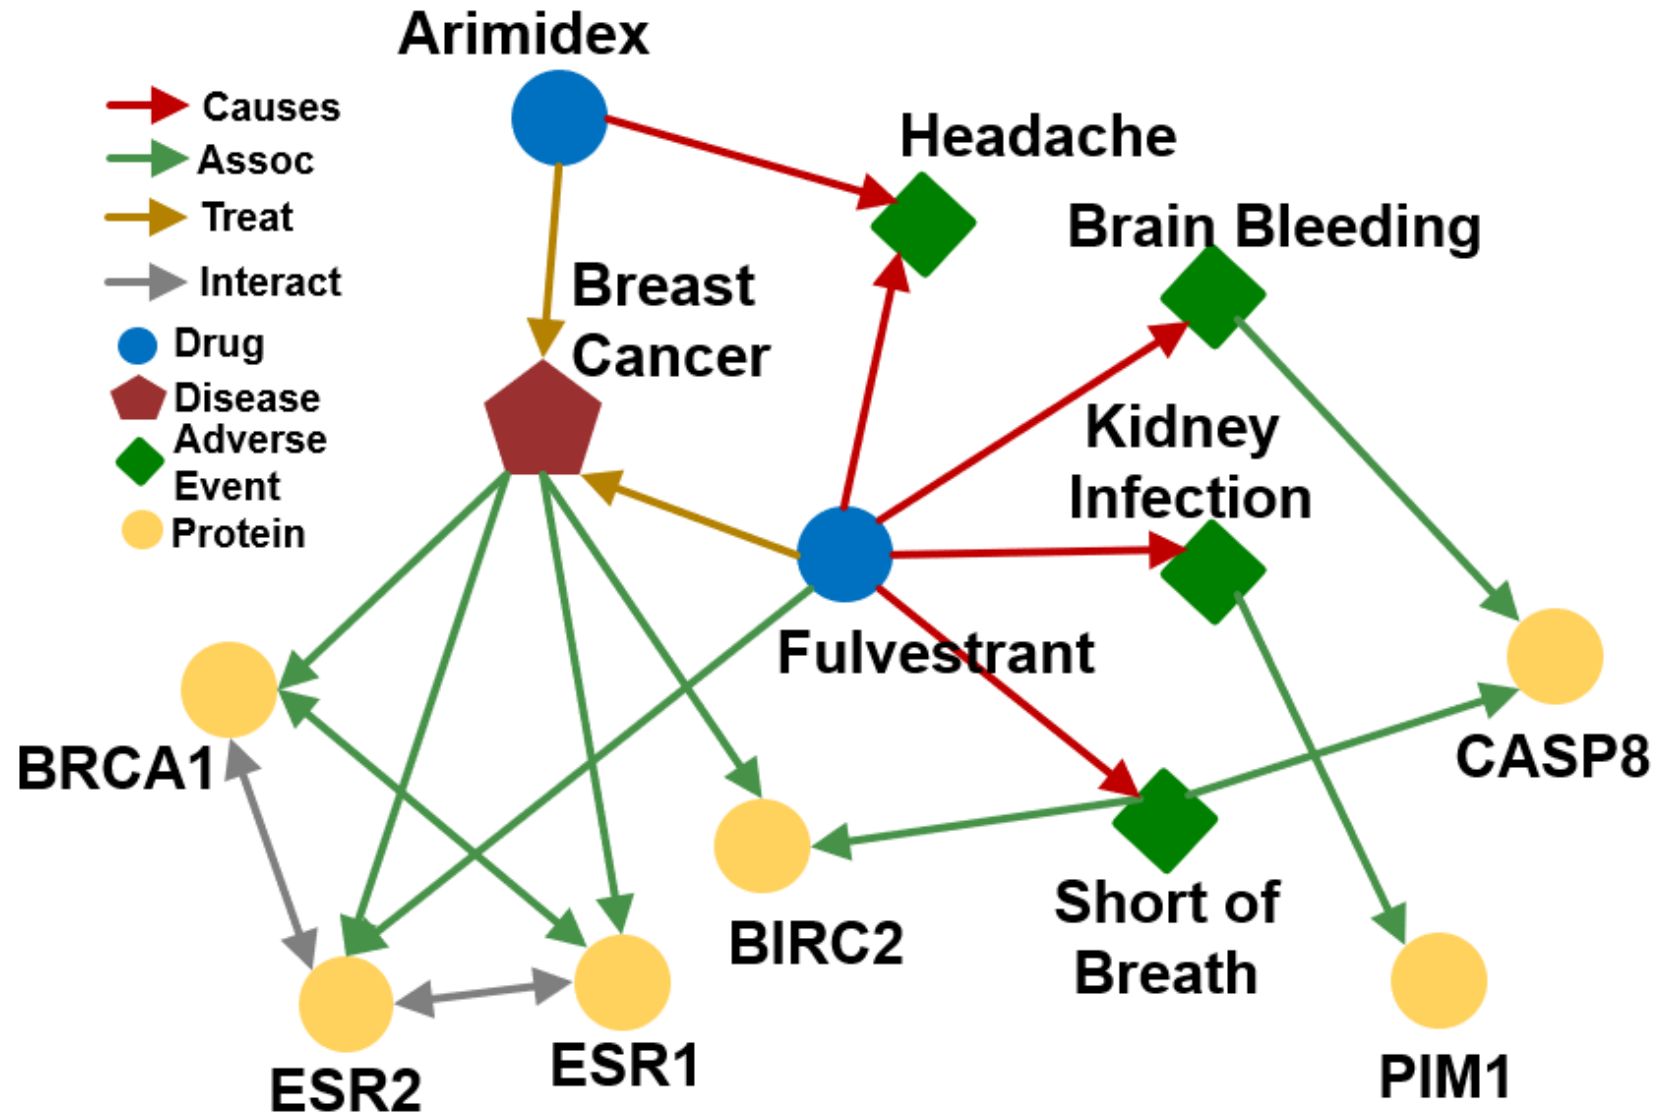 Arimidex
Causes
Assoc
Treat
Interact
Drug
Disease
Adverse
Event
Protein
Headache
Brain Bleeding
Breast
Cancer
Kidney
Infection
Fulvestrant
BRCA1
CASP8
BIRC2
Short of
Breath
ESR2
ESR1
PIM1